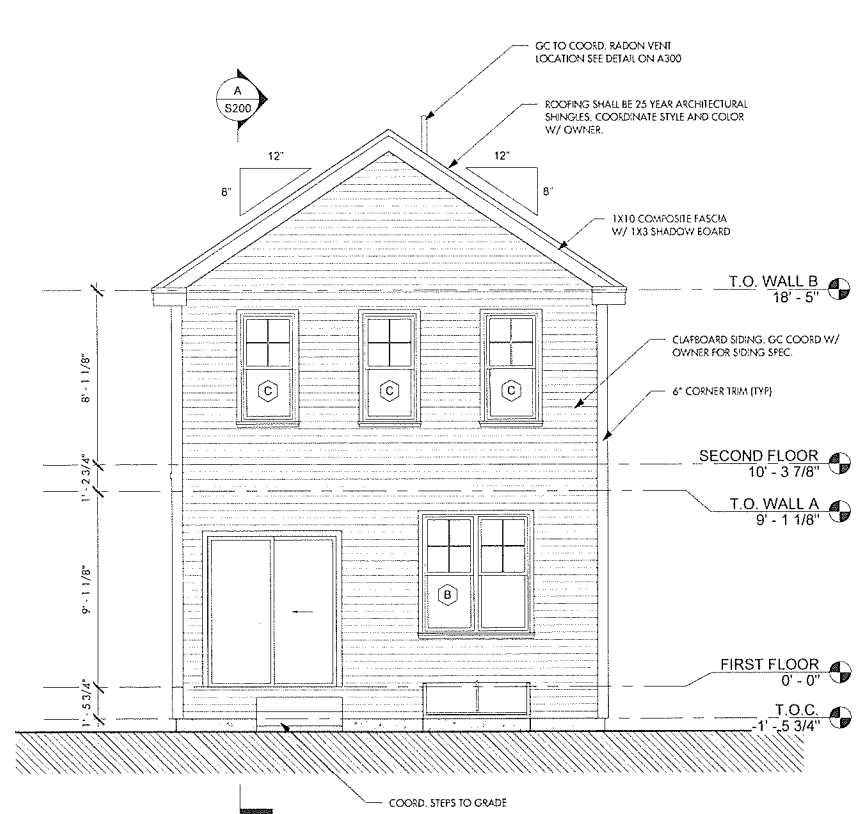 GC TO COORD. RADON VENT
LOCATION SEE DETAIL ON A300
A
S200
ROOFING SHALL BE 25 YEAR ARCHITECTURAL
SHINGLES, COORDINATE STYLE AND COLOR
W/ OWNER.
12"
8"
12"
8"
1X10 COMPOSITE FASCIA
W/ 1X3 SHADOW BOARD
T.O. WALL B
18' - 5"
CLAPBOARD SIDING, GC COORD W/
OWNER FOR SIDING SPEC.
8' - 1 1/8"
C
C
C
6" CORNER TRIM (TYP)
SECOND FLOOR
10' - 3 7/8"
1' - 2 3/4"
T.O. WALL A
9' - 1 1/8"
9' - 1 1/8"
B
FIRST FLOOR
0' - 0"
1' - 5 3/4"
T.O.C.
-1' - 5 3/4"
COORD. STEPS TO GRADE